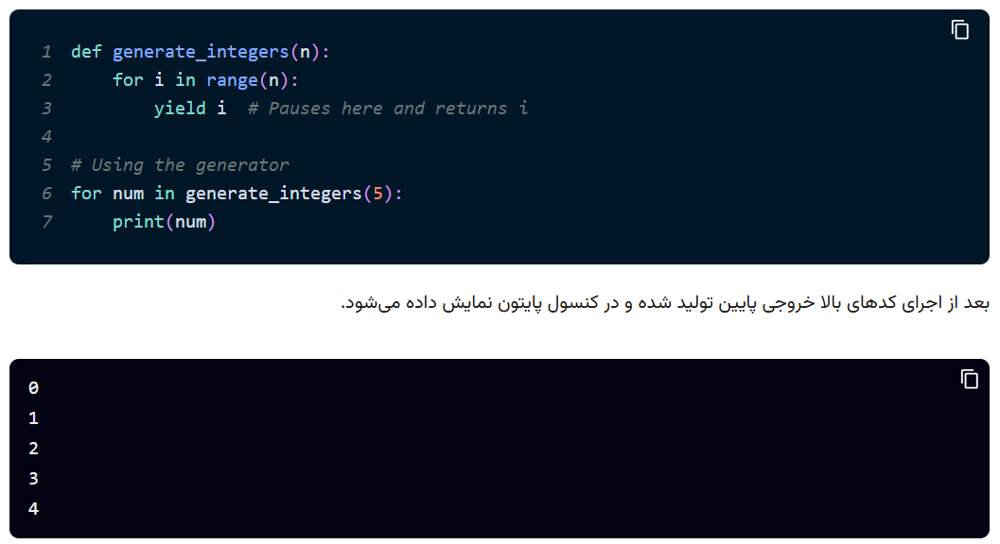 1 def generate_integers(n):
2     for i in range(n):
3         yield i  # Pauses here and returns i
4
5 # Using the generator
6 for num in generate_integers(5):
7     print(num)
بعد از اجرای کدهای بالا خروجی پایین تولید شده و در کنسول پایتون نمایش داده می‌شود.
0
1
2
3
4